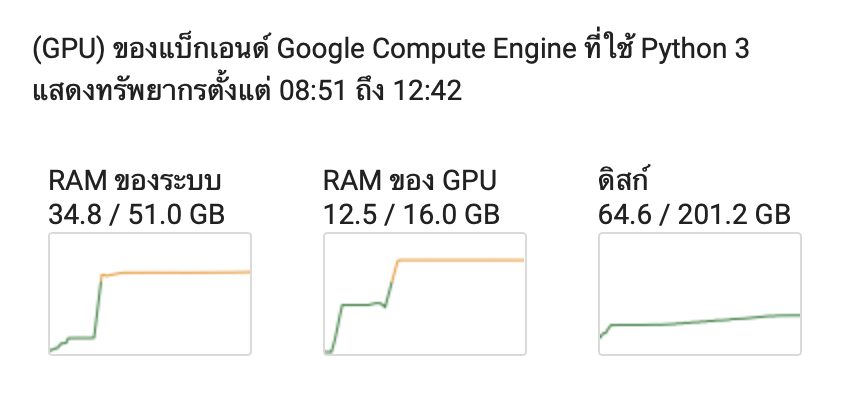 (GPU) ของแบ็กเอนด์ Google Compute Engine ที่ใช้ Python 3
แสดงทรัพยากรตั้งแต่ 08:51 ถึง 12:42
RAM ของระบบ
34.8 / 51.0 GB
RAM ของ GPU
12.5 / 16.0 GB
ดิสก์
64.6 / 201.2 GB